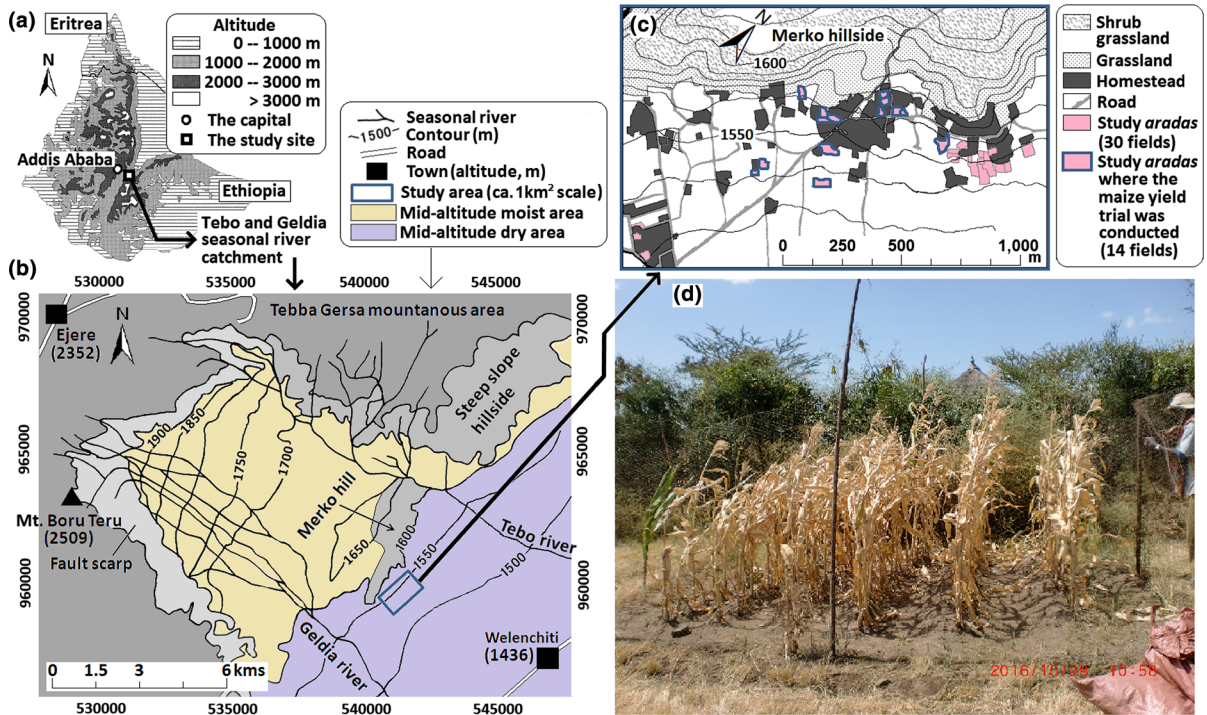 (a)
Eritrea
N
Altitude
0 -- 1000 m
1000 -- 2000 m
2000 -- 3000 m
> 3000 m
The capital
The study site
Addis Ababa
Ethiopia
Tebo and Geldia
seasonal river
catchment
Seasonal river
1500
Contour (m)
Road
Town (altitude, m)
Study area (ca. 1km² scale)
Mid-altitude moist area
Mid-altitude dry area
(c)
N
Merko hillside
1600
1550
0 250 500 1,000
m
Shrub
grassland
Grassland
Homestead
Road
Study aradas
(30 fields)
Study aradas
where the
maize yield
trial was
conducted
(14 fields)
(b)
530000 535000 540000 545000
970000
965000
960000
N
Ejere
(2352)
Tebba Gersa mountanous area
Steep slope
hillside
1900
1850
1750
1700
Merko hill
1650
1600
1550
1500
Mt. Boru Teru
(2509)
Fault scarp
Tebo river
Geldia river
Welenchiti
(1436)
0 1.5 3 6 kms
970000
965000
960000
530000 535000 540000 545000
(d)
2016/10/29 10:58